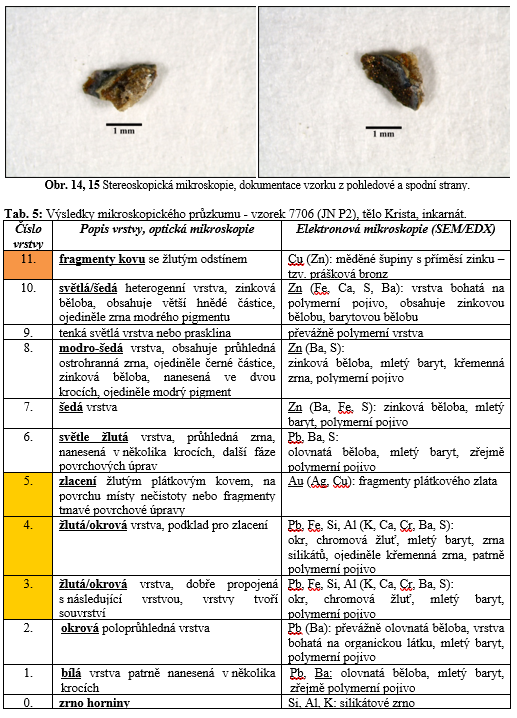 1 mm
1 mm
Obr. 14, 15 Stereoskopická mikroskopie, dokumentace vzorku z pohledové a spodní strany.
Tab. 5: Výsledky mikroskopického průzkumu - vzorek 7706 (JN P2), tělo Krista, inkarnát.
Číslo vrstvy
Popis vrstvy, optická mikroskopie
Elektronová mikroskopie (SEM/EDX)
11.
fragmenty kovu se žlutým odstínem
Cu (Zn): měděné šupiny s příměsí zinku –
tzv. prášková bronz
10.
světlá/šedá heterogenní vrstva, zinková
běloba, obsahuje větší hnědé částice,
ojediněle zrna modrého pigmentu
Zn (Fe, Ca, S, Ba): vrstva bohatá na
polymerní pojivo, obsahuje zinkovou
bělobu, barytovou bělobu
9.
tenká světlá vrstva nebo prasklina
převážně polymerní vrstva
8.
modro-šedá vrstva, obsahuje průhledná
ostrohranná zrna, ojediněle černé částice,
zinková běloba, nanesená ve dvou
krocích, ojediněle modrý pigment
Zn (Ba, S):
zinková běloba, mletý baryt, křemenná
zrna, polymerní pojivo
7.
šedá vrstva
Zn (Ba, Fe, S): zinková běloba, mletý
baryt, polymerní pojivo
6.
světle žlutá vrstva, průhledná zrna,
nanesená v několika krocích, další fáze
povrchových úprav
Pb, Ba, S:
olovnatá běloba, mletý baryt, zřejmě
polymerní pojivo
5.
zlacení žlutým plátkovým kovem, na
povrchu místy nečistoty nebo fragmenty
tmavé povrchové úpravy
Au (Ag, Cu): fragmenty plátkového zlata
4.
žlutá/okrová vrstva, podklad pro zlacení
Pb, Fe, Si, Al (K, Ca, Cr, Ba, S):
okr, chromová žluť, mletý baryt, zrna
silikátů, ojediněle křemenná zrna, patrně
polymerní pojivo
3.
žlutá/okrová vrstva, dobře propojená
s následující vrstvou, vrstvy tvoří
souvrství
Pb, Fe, Si, Al (K, Ca, Cr, Ba, S):
okr, chromová žluť, mletý baryt,
polymerní pojivo
2.
okrová poloprůhledná vrstva
Pb (Ba): převážně olovnatá běloba, vrstva
bohatá na organickou látku, mletý baryt,
polymerní pojivo
1.
bílá vrstva patrně nanesená v několika
krocích
Pb, Ba: olovnatá běloba, mletý baryt,
zřejmě polymerní pojivo
0.
zrno horniny
Si, Al, K: silikátové zrno